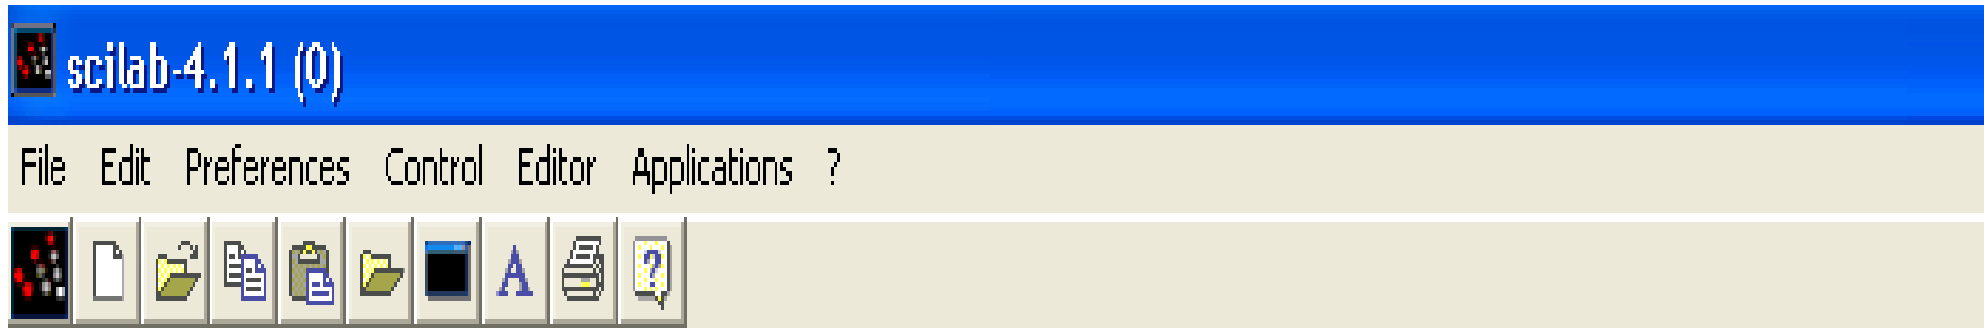 scilab-4.1.1 (0)
File Edit Preferences Control Editor Applications ?
A ?